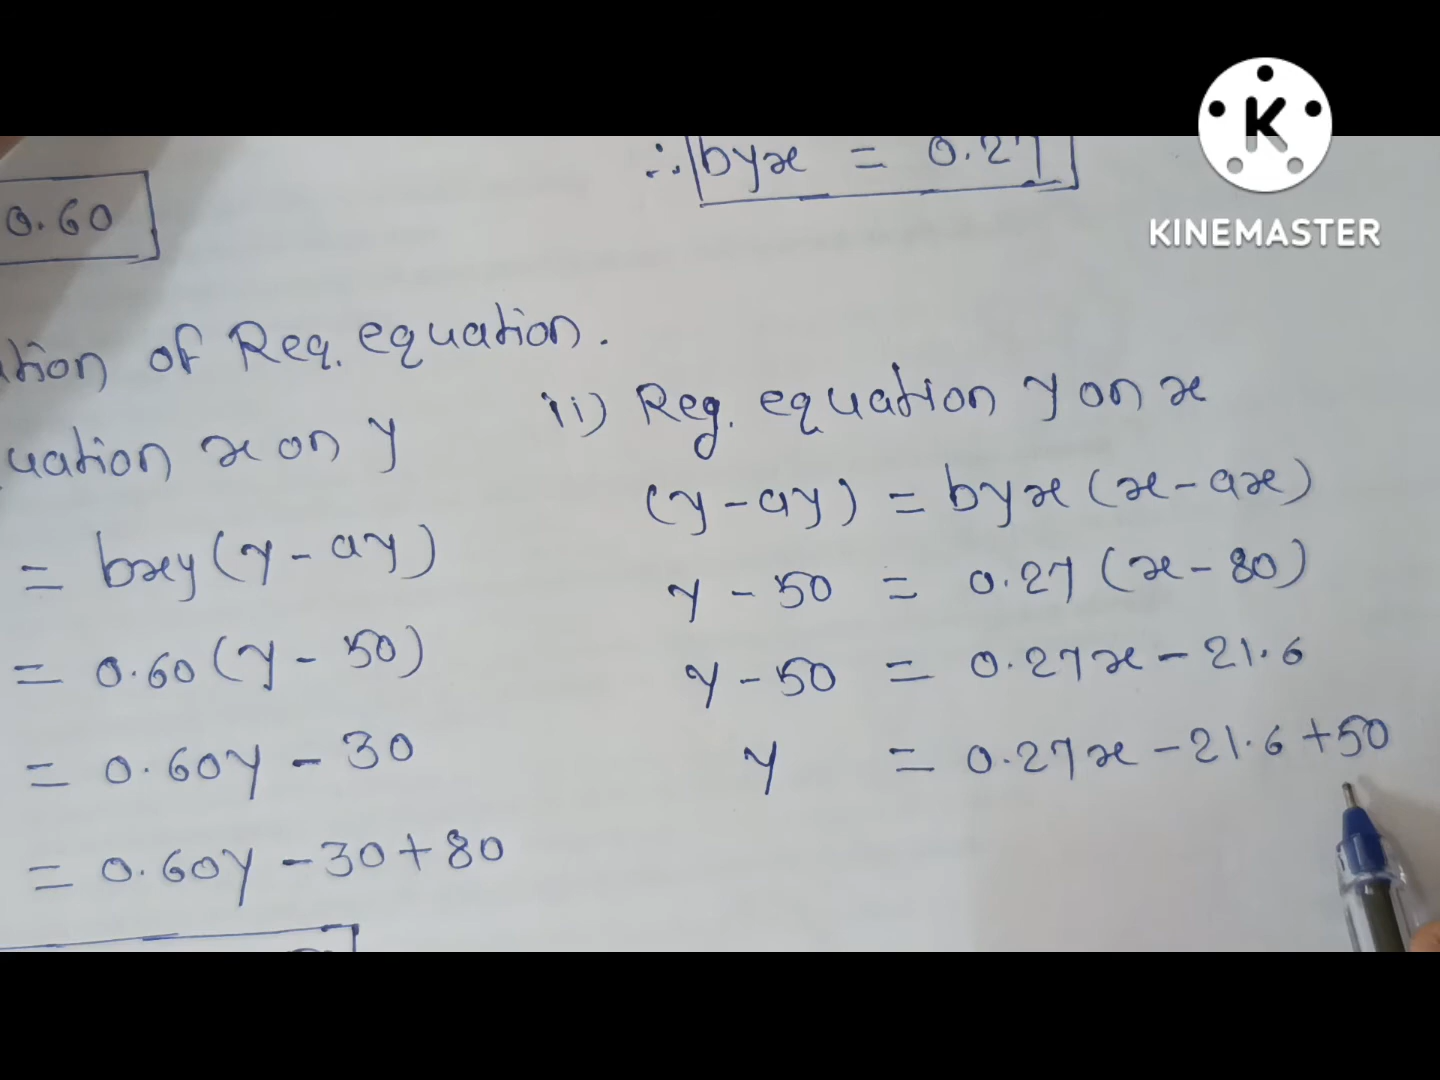 ∴ byx = 0.27
KINEMASTER
0.60
of Reg. equation.
x on y
= bxy (y - ay)
= 0.60 (y - 50)
= 0.60y - 30
= 0.60y - 30 + 80
ii) Reg. equation y on x
(y - ay) = byx (x - ax)
y - 50 = 0.27 (x - 80)
y - 50 = 0.27x - 21.6
y = 0.27x - 21.6 + 50